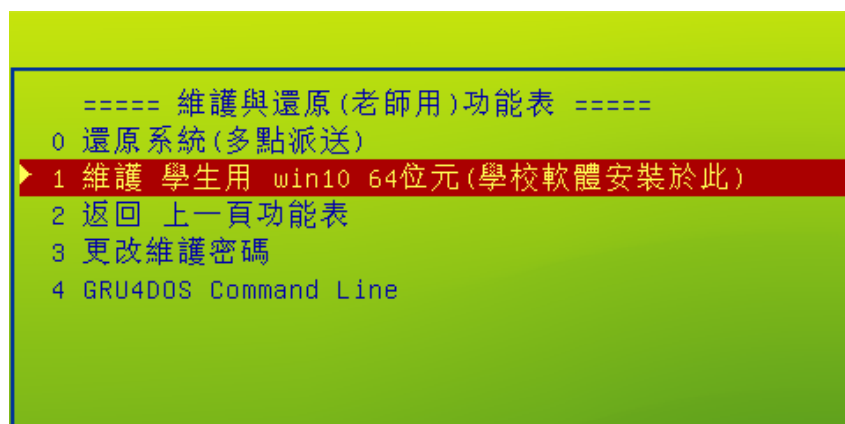 ===== 維護與還原(老師用)功能表 =====
0 還原系統(多點派送)
1 維護 學生用 win10 64位元(學校軟體安裝於此)
2 返回 上一頁功能表
3 更改維護密碼
4 GRU4DOS Command Line